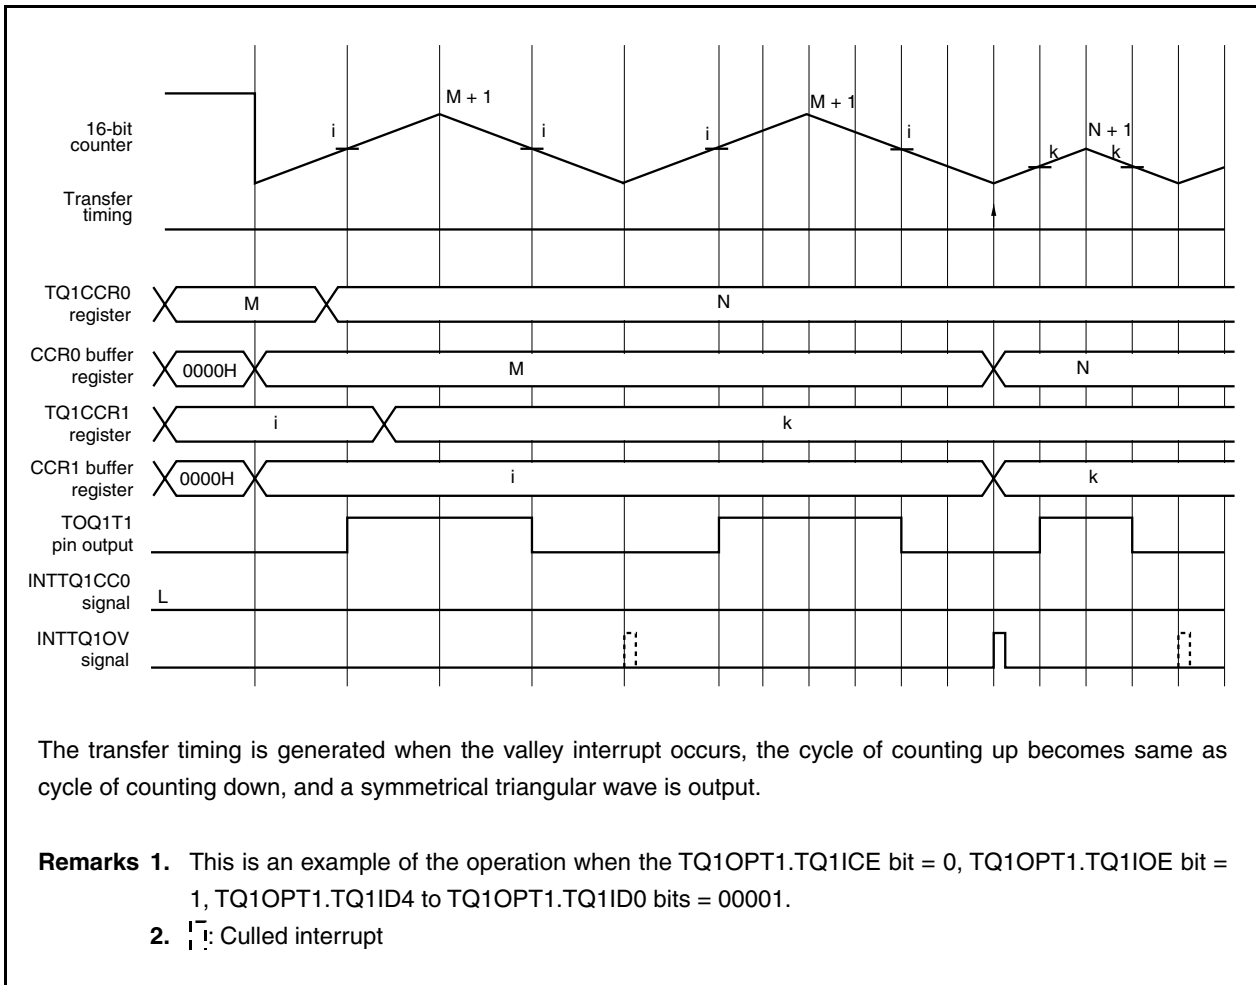 M + 1
M + 1
16-bit
counter
i
i
i
i
N + 1
k
k
Transfer
timing
TQ1CCR0
register
M
N
CCR0 buffer
register
0000H
M
N
TQ1CCR1
register
i
k
CCR1 buffer
register
0000H
i
k
TOQ1T1
pin output
INTTQ1CC0
signal
L
INTTQ1OV
signal
The transfer timing is generated when the valley interrupt occurs, the cycle of counting up becomes same as
cycle of counting down, and a symmetrical triangular wave is output.
Remarks 1. This is an example of the operation when the TQ1OPT1.TQ1ICE bit = 0, TQ1OPT1.TQ1IOE bit =
1, TQ1OPT1.TQ1ID4 to TQ1OPT1.TQ1ID0 bits = 00001.
2. : Culled interrupt